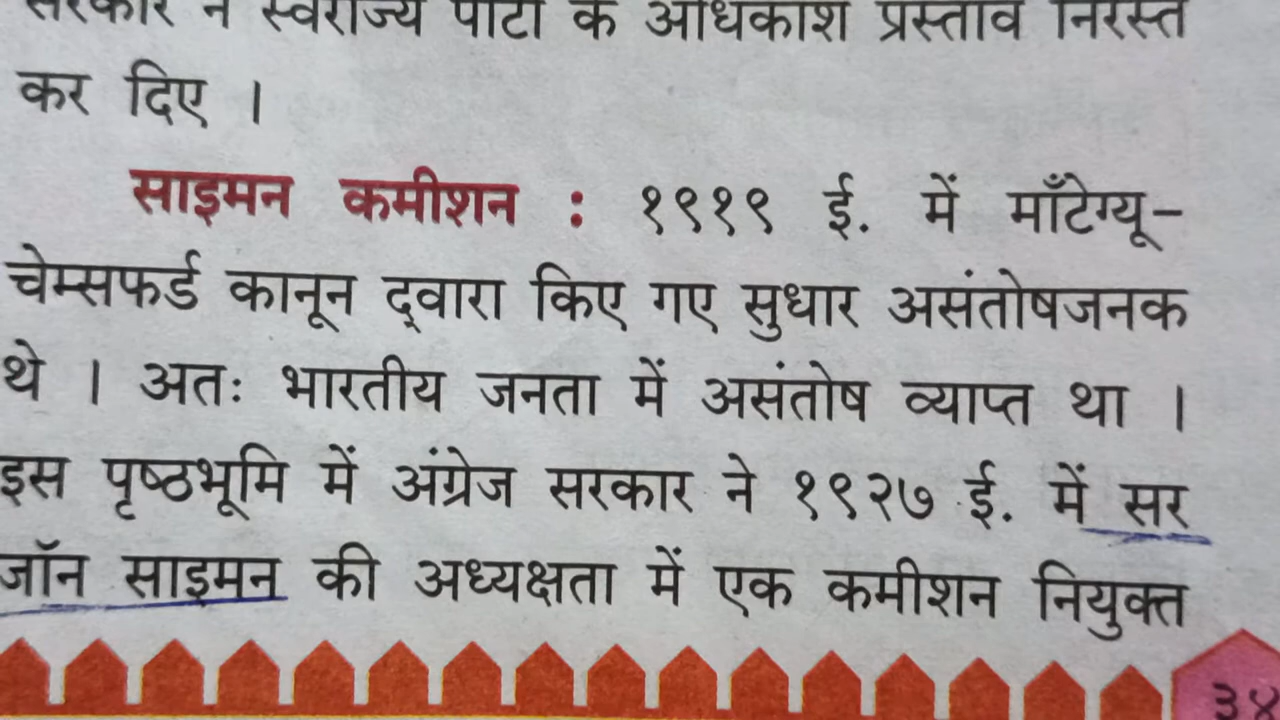 सरकार ने स्वराज्य पार्टी के अधिकांश प्रस्ताव निरस्त
कर दिए ।
साइमन कमीशन : १९१९ ई. में माँटेग्यू-
चेम्सफर्ड कानून द्‌वारा किए गए सुधार असंतोषजनक
थे । अतः भारतीय जनता में असंतोष व्याप्त था ।
इस पृष्ठभूमि में अंग्रेज सरकार ने १९२७ ई. में सर
जॉन साइमन की अध्यक्षता में एक कमीशन नियुक्त
३४